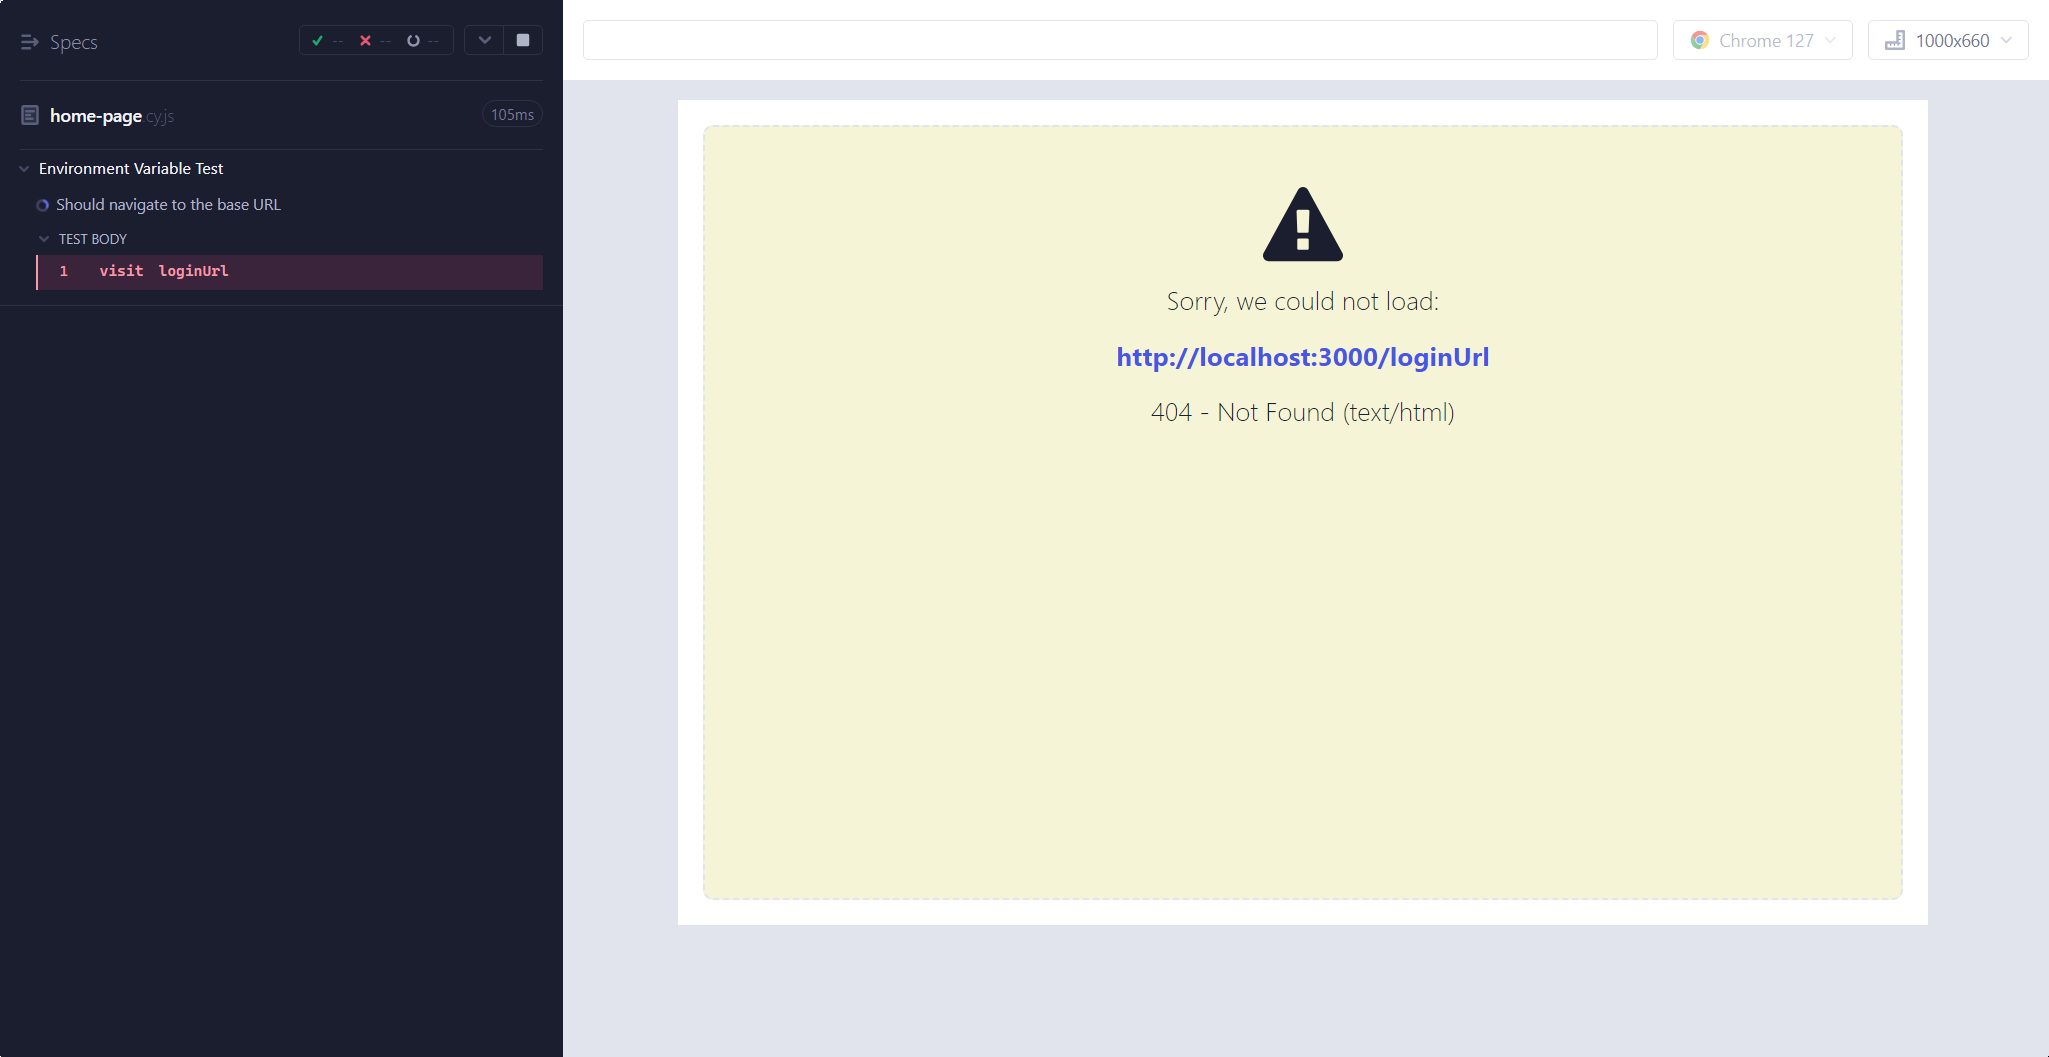 Specs
-- -- --
home-page.cy.js
105ms
Environment Variable Test
Should navigate to the base URL
TEST BODY
1 visit loginUrl
Chrome 127
1000x660
Sorry, we could not load:
http://localhost:3000/loginUrl
404 - Not Found (text/html)